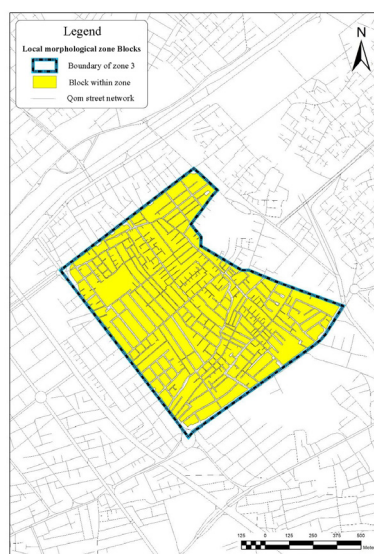 Legend
Local morphological zone Blocks
Boundary of zone 3
Block within zone
Qom street network
N
125 0 125 250 375 500